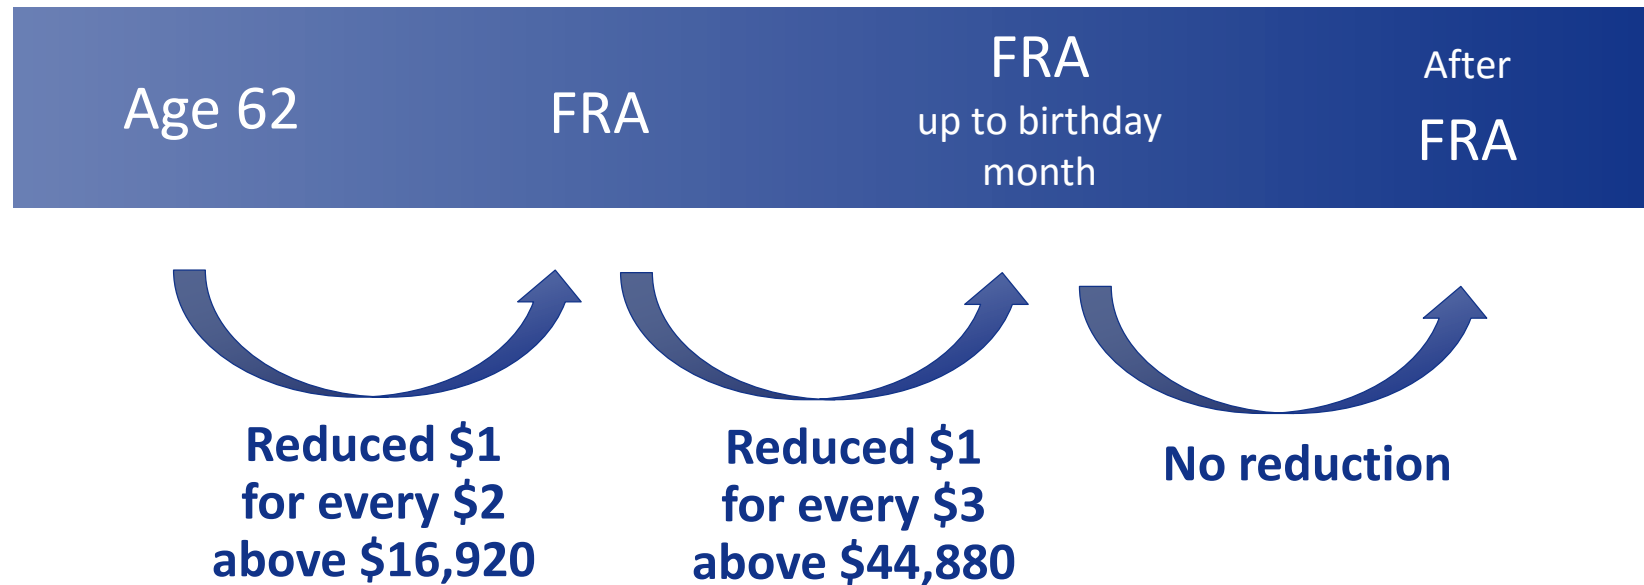 Age 62
FRA
FRA
up to birthday
month
After
FRA
Reduced $1
for every $2
above $16,920
Reduced $1
for every $3
above $44,880
No reduction